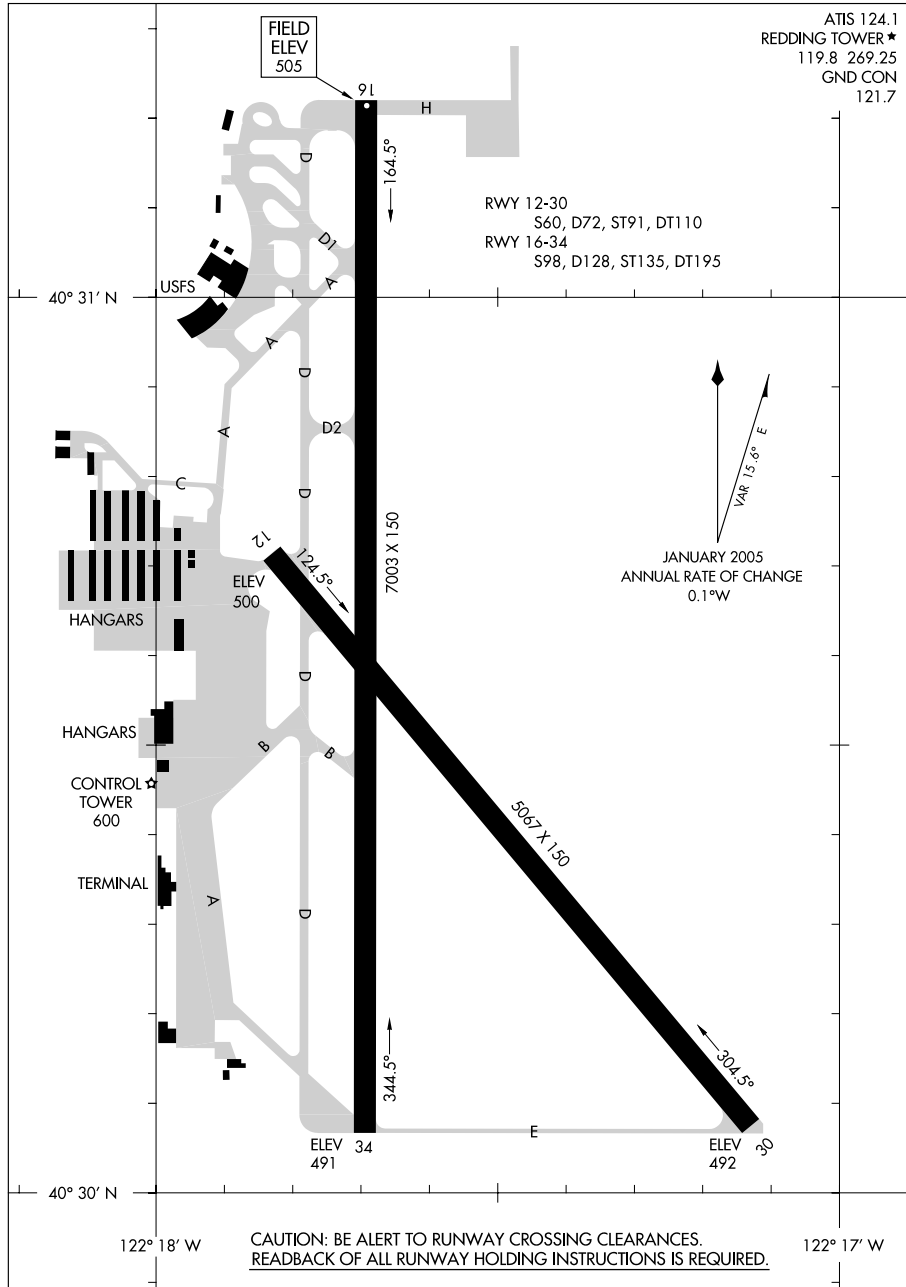 ATIS 124.1
REDDING TOWER★
119.8 269.25
GND CON
121.7
FIELD
ELEV
505
16
H
D
164.5°
RWY 12-30
S60, D72, ST91, DT110
RWY 16-34
S98, D128, ST135, DT195
D1
A
USFS
40° 31' N
A
D
A
D2
VAR 15.6° E
C
D
12
124.5°
7003 X 150
JANUARY 2005
ANNUAL RATE OF CHANGE
0.1°W
ELEV
500
HANGARS
D
HANGARS
B
B
CONTROL
TOWER
600
5067 X 150
TERMINAL
A
D
344.5°
304.5°
E
ELEV
491
34
ELEV
492
30
40° 30' N
122° 18' W
CAUTION: BE ALERT TO RUNWAY CROSSING CLEARANCES.
READBACK OF ALL RUNWAY HOLDING INSTRUCTIONS IS REQUIRED.
122° 17' W